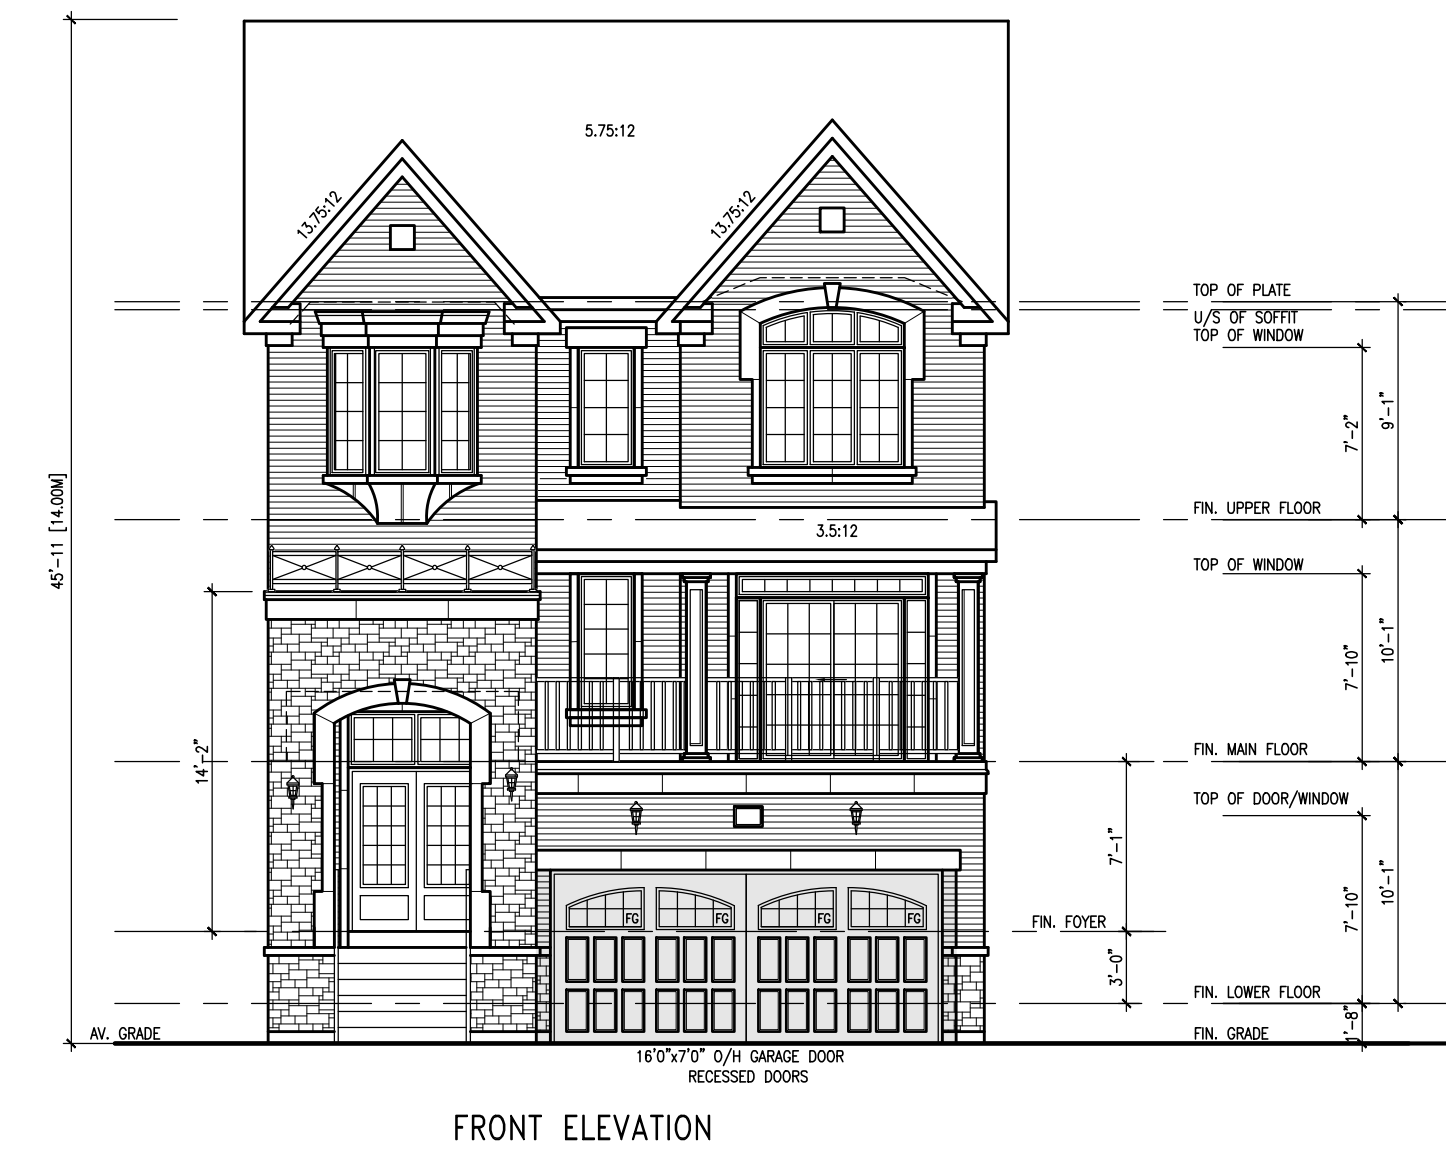 5.75:12
13.75:12
13.75:12
TOP OF PLATE
U/S OF SOFFIT
TOP OF WINDOW
7'-2"
9'-1"
45'-11 [14.00M]
FIN. UPPER FLOOR
3.5:12
TOP OF WINDOW
7'-10"
10'-1"
14'-2"
FIN. MAIN FLOOR
TOP OF DOOR/WINDOW
7'-1"
7'-10"
10'-1"
FG
FG
FG
FG
FIN. FOYER
3'-0"
FIN. LOWER FLOOR
1'-8"
AV. GRADE
FIN. GRADE
16'0"x7'0" O/H GARAGE DOOR
RECESSED DOORS
FRONT ELEVATION